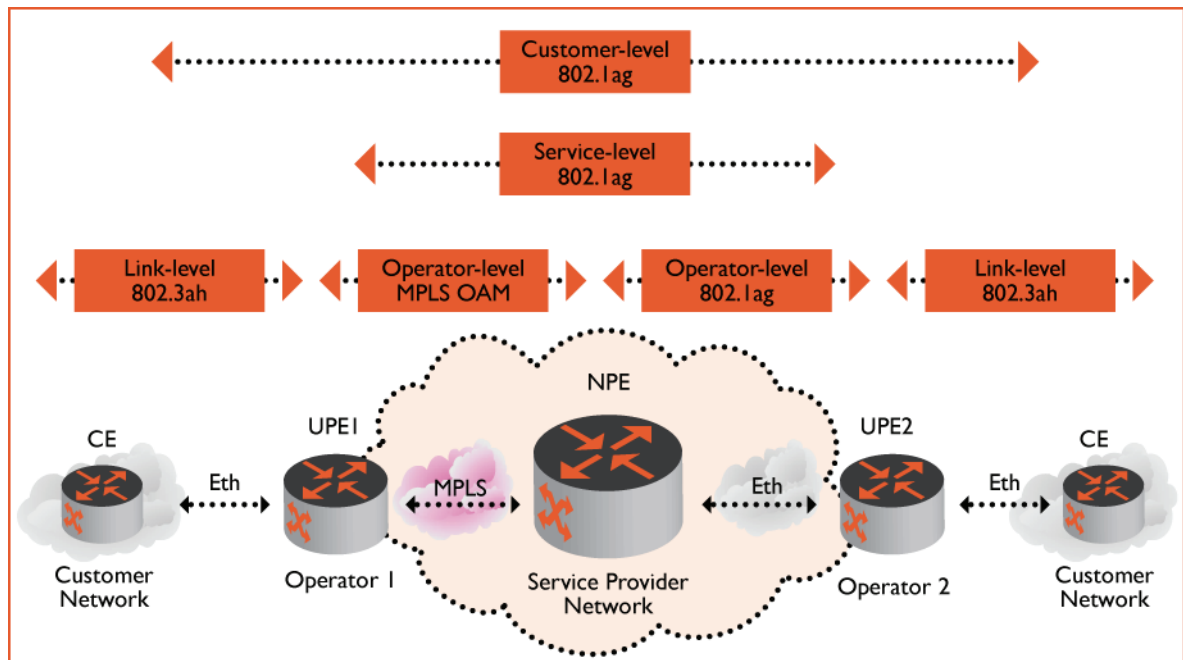 Customer-level
802.1ag
Service-level
802.1ag
Link-level
802.3ah
Operator-level
MPLS OAM
Operator-level
802.1ag
Link-level
802.3ah
NPE
UPE1
UPE2
CE
CE
Eth
MPLS
Eth
Eth
Customer
Network
Operator 1
Service Provider
Network
Operator 2
Customer
Network